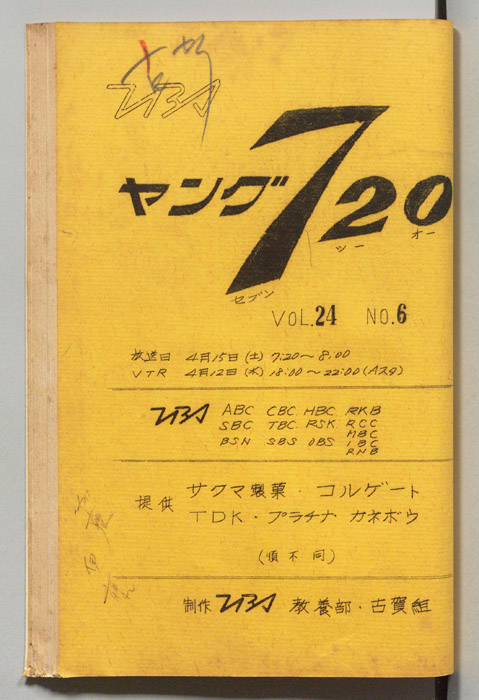 TBS
ヤング720
セブン ツー オー
VOL.24 NO.6
放送日 4月15日(土) 7:20〜8:00
VTR 4月12日(水) 18:00〜22:00(Aスタ)
TBS ABC CBC HBC RKB
SBC TBC RSK RCC
MBC
BSN SBS OBS IBC
RNB
提供 サクマ製菓・コルゲート
TDK・プラチナ カネボウ
(順不同)
制作 TBS 教養部・古賀組